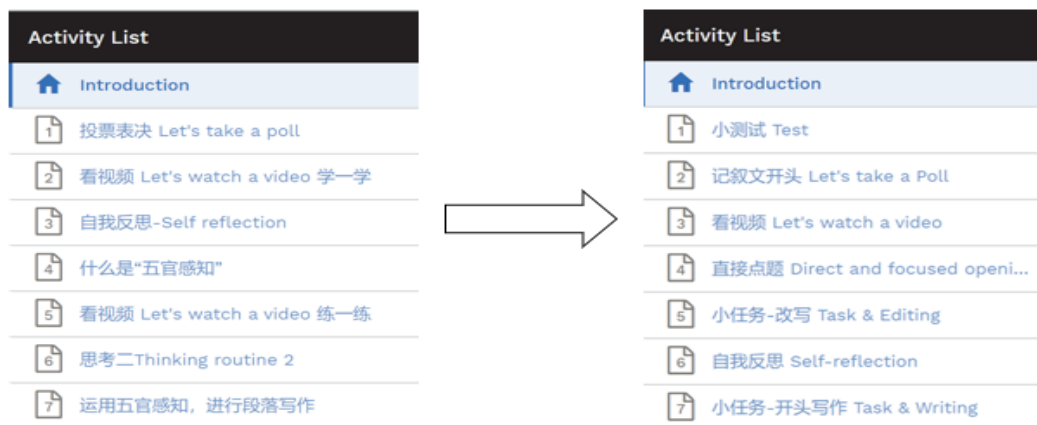 Activity List
Introduction
1 投票表决 Let's take a poll
2 看视频 Let's watch a video 学一学
3 自我反思-Self reflection
4 什么是“五官感知”
5 看视频 Let's watch a video 练一练
6 思考二Thinking routine 2
7 运用五官感知，进行段落写作
Activity List
Introduction
1 小测试 Test
2 记叙文开头 Let's take a Poll
3 看视频 Let's watch a video
4 直接点题 Direct and focused openi...
5 小任务-改写 Task & Editing
6 自我反思 Self-reflection
7 小任务-开头写作 Task & Writing